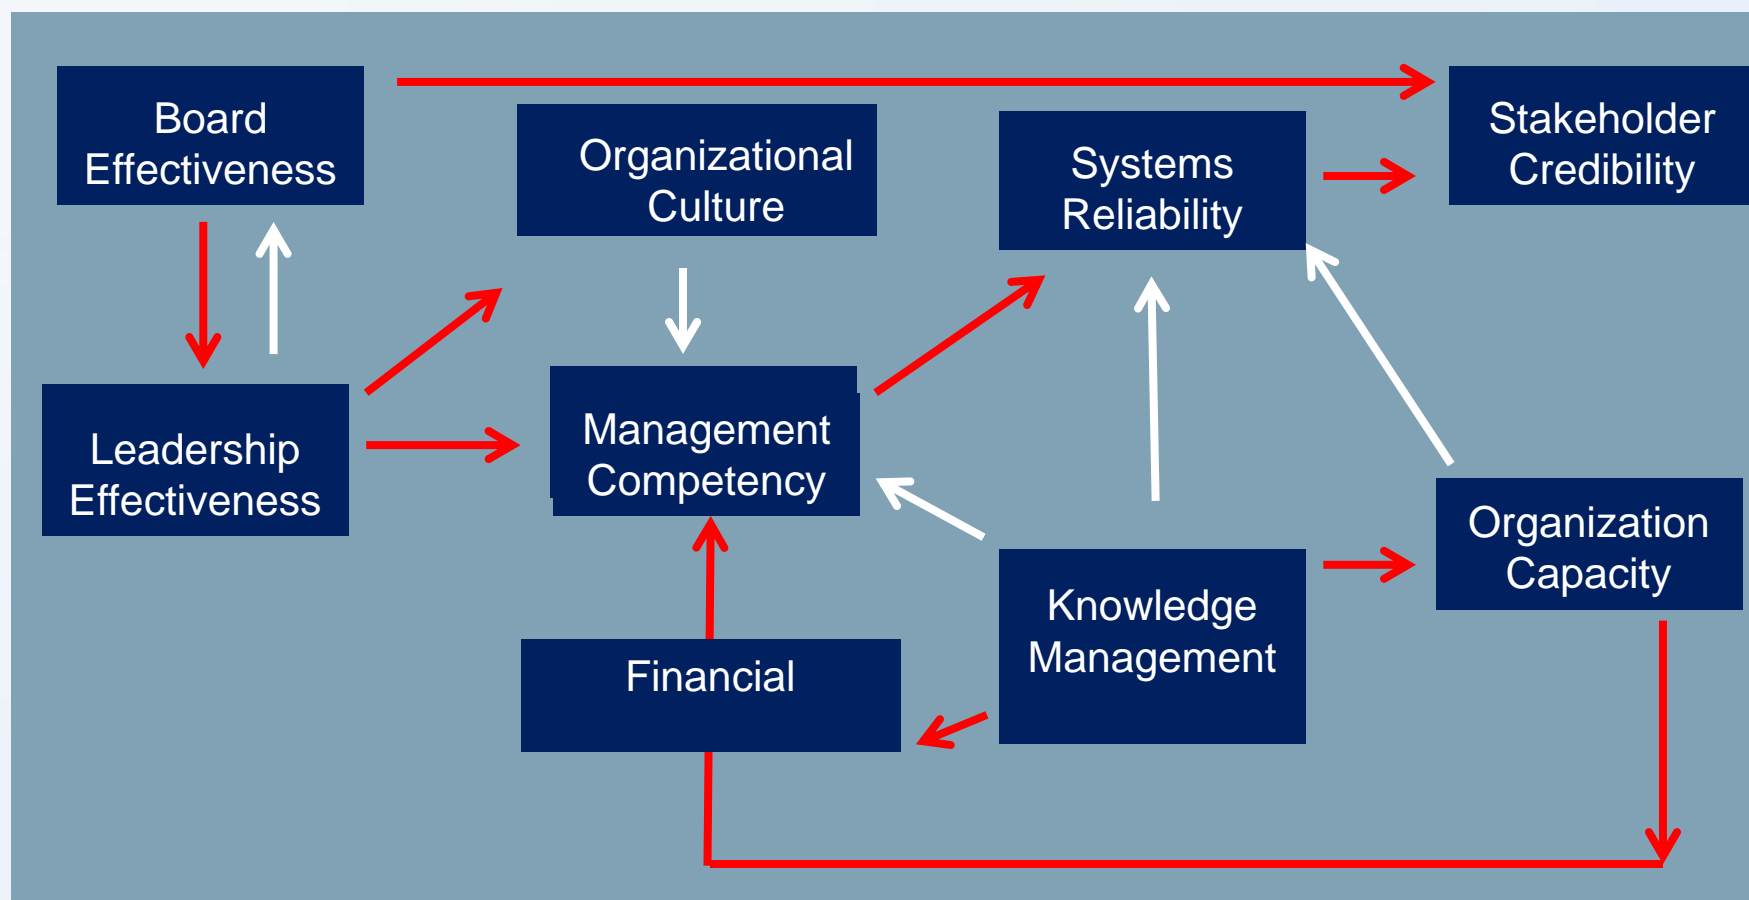 Board
Effectiveness
Organizational
Culture
Systems
Reliability
Stakeholder
Credibility
Leadership
Effectiveness
Management
Competency
Organization
Capacity
Knowledge
Management
Financial